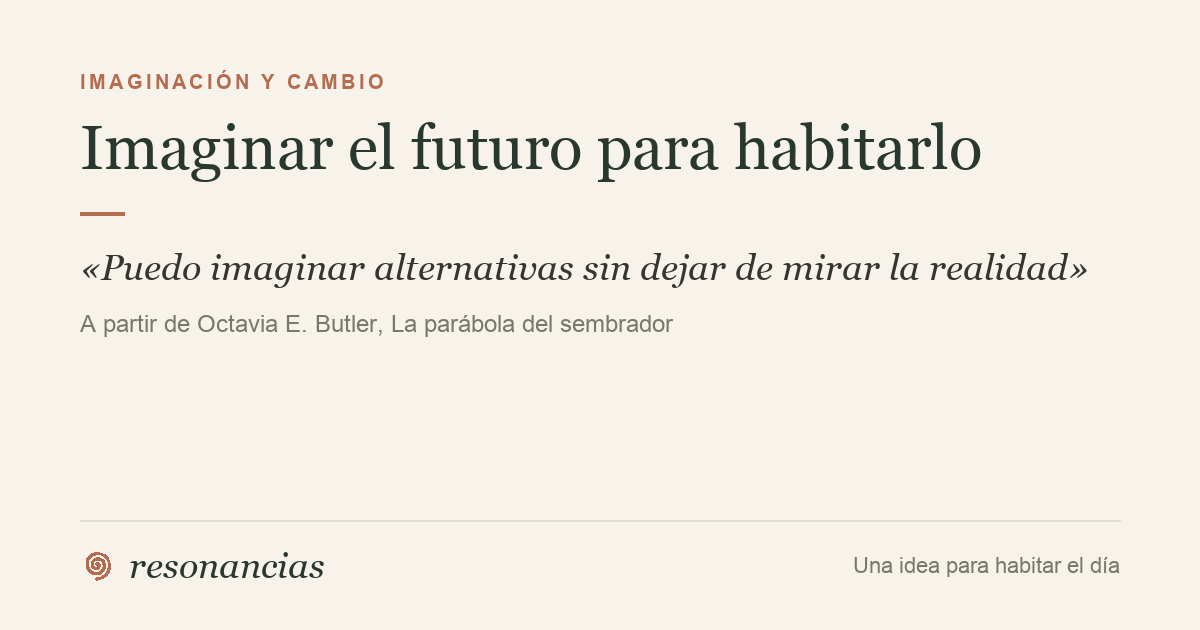 IMAGINACIÓN Y CAMBIO
Imaginar el futuro para habitarlo
«Puedo imaginar alternativas sin dejar de mirar la realidad»
A partir de Octavia E. Butler, La parábola del sembrador
resonancias
Una idea para habitar el día